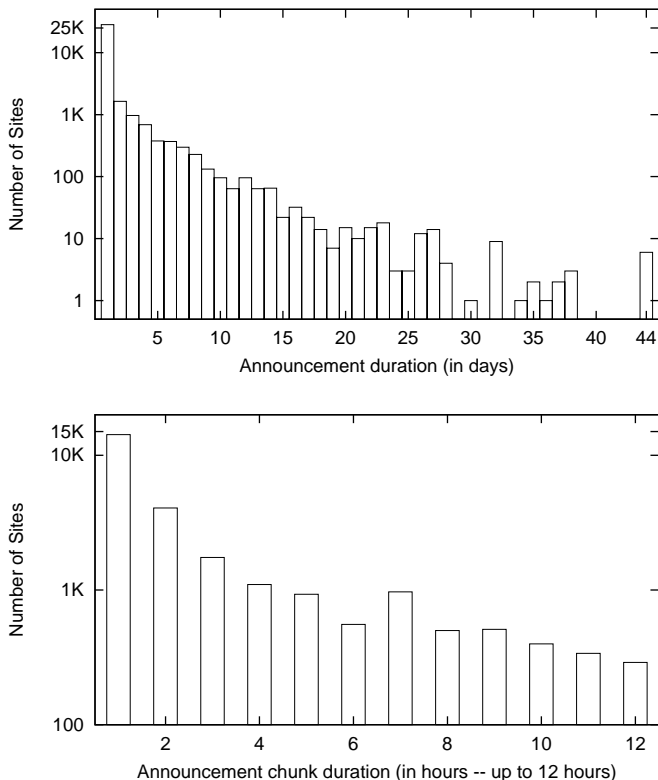 25K
10K
1K
100
10
1
Number of Sites
5 10 15 20 25 30 35 40 44
Announcement duration (in days)
15K
10K
1K
100
Number of Sites
2 4 6 8 10 12
Announcement chunk duration (in hours -- up to 12 hours)